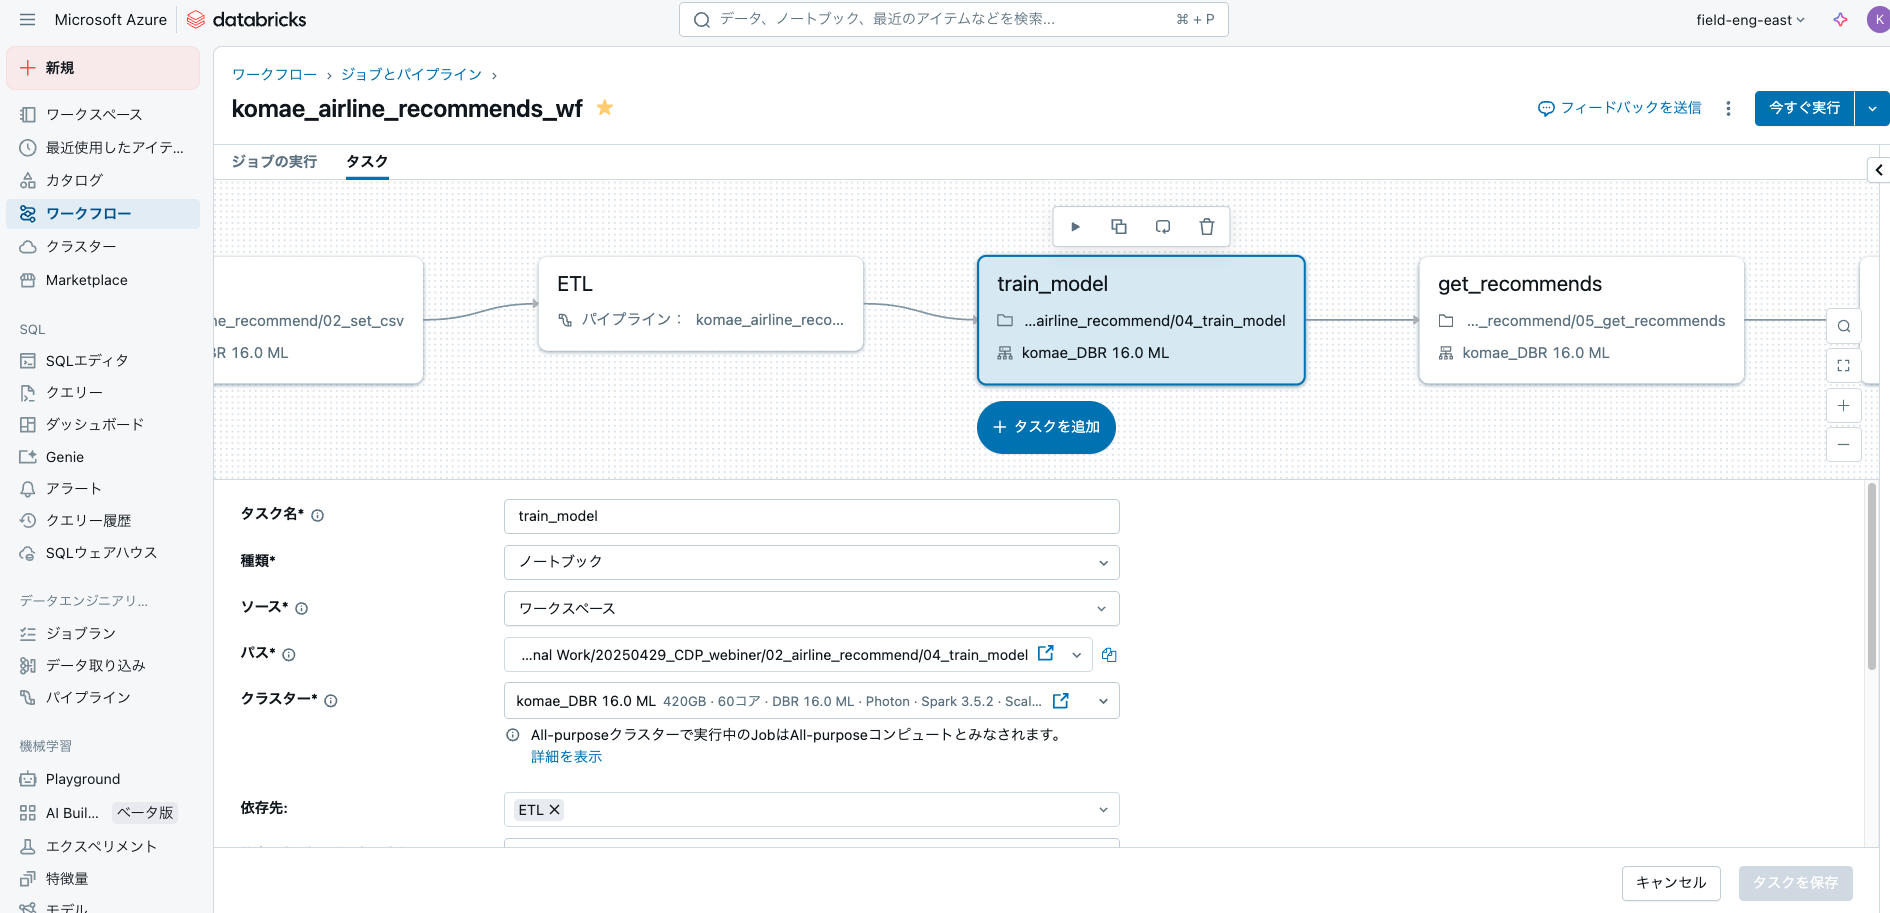 Microsoft Azure
databricks
データ、ノートブック、最近のアイテムなどを検索...
⌘ + P
field-eng-east
K
新規
ワークスペース
最近使用したアイテ...
カタログ
ワークフロー
クラスター
Marketplace
SQL
SQLエディタ
クエリー
ダッシュボード
Genie
アラート
クエリー履歴
SQLウェアハウス
データエンジニアリ...
ジョブラン
データ取り込み
パイプライン
機械学習
Playground
AI Buil...
ベータ版
エクスペリメント
特徴量
モデル
ワークフロー › ジョブとパイプライン ›
komae_airline_recommends_wf
フィードバックを送信
今すぐ実行
ジョブの実行
タスク
ne_recommend/02_set_csv
BR 16.0 ML
ETL
パイプライン： komae_airline_reco...
train_model
...airline_recommend/04_train_model
komae_DBR 16.0 ML
get_recommends
..._recommend/05_get_recommends
komae_DBR 16.0 ML
+ タスクを追加
タスク名*
train_model
種類*
ノートブック
ソース*
ワークスペース
パス*
...nal Work/20250429_CDP_webiner/02_airline_recommend/04_train_model
クラスター*
komae_DBR 16.0 ML 420GB · 60コア · DBR 16.0 ML · Photon · Spark 3.5.2 · Scal...
All-purposeクラスターで実行中のJobはAll-purposeコンピュートとみなされます。
詳細を表示
依存先:
ETL
キャンセル
タスクを保存